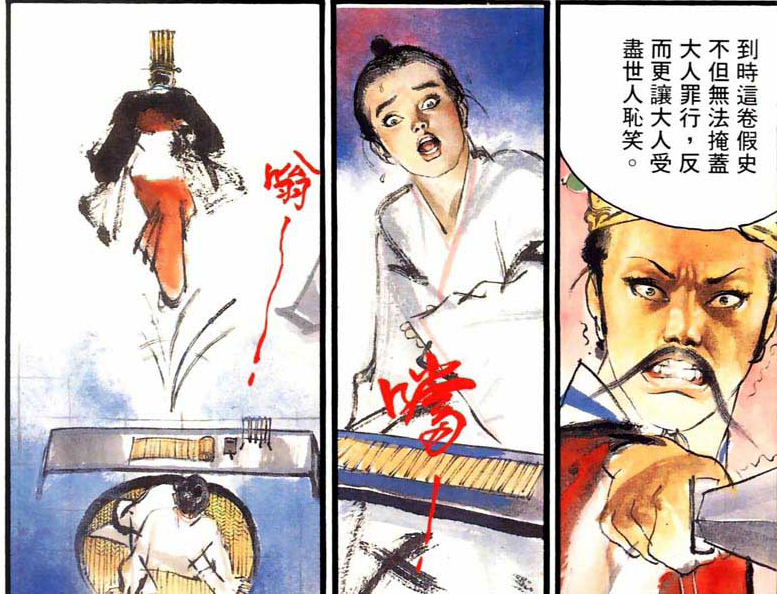 到時這卷假史
不但無法掩蓋
大人罪行，反
而更讓大人受
盡世人恥笑。
嗡
嗡